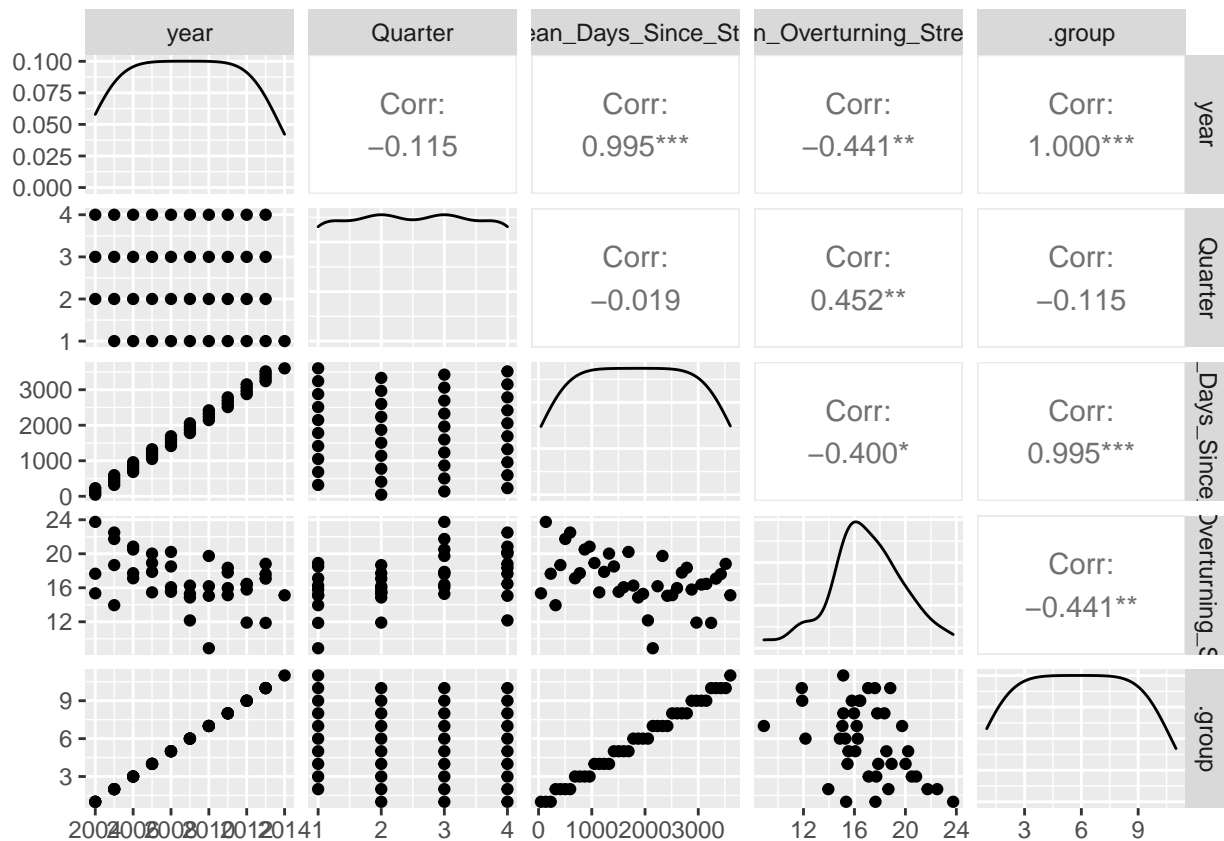 year Quarter ean_Days_Since_St n_Overturning_Stre .group
0.100
0.075
0.050
0.025
0.000
Corr:
−0.115
Corr:
0.995***
Corr:
−0.441**
Corr:
1.000***
year
4
3
2
1
Corr:
−0.019
Corr:
0.452**
Corr:
−0.115
Quarter
3000
2000
1000
0
Corr:
−0.400*
Corr:
0.995***
_Days_Since_
24
20
16
12
Corr:
−0.441**
Overturning_S
9
6
3
.group
2004 2006 2008 2010 2012 2014
1 2 3 4
0 1000 2000 3000
12 16 20 24
3 6 9